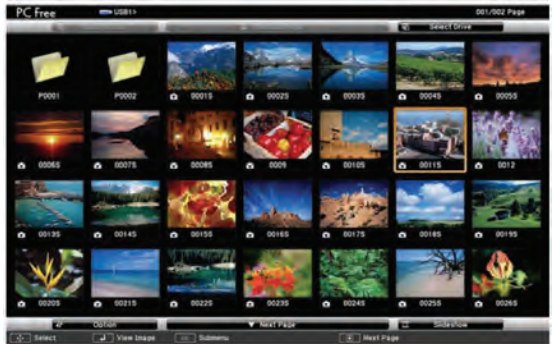 PC Free USB1> 001/002 Page
Select Drive
P0001 P0002 0001S 0002S 0003S 0004S 0005S
0006S 0007S 0008S 0009 0010S 0011S 0012
0013S 0014S 0015S 0016S 0017S 0018S 0019S
0020S 0021S 0022S 0023S 0024S 0025S 0026S
Option ▼ Next Page Slideshow
Select View Image Submenu Next Page